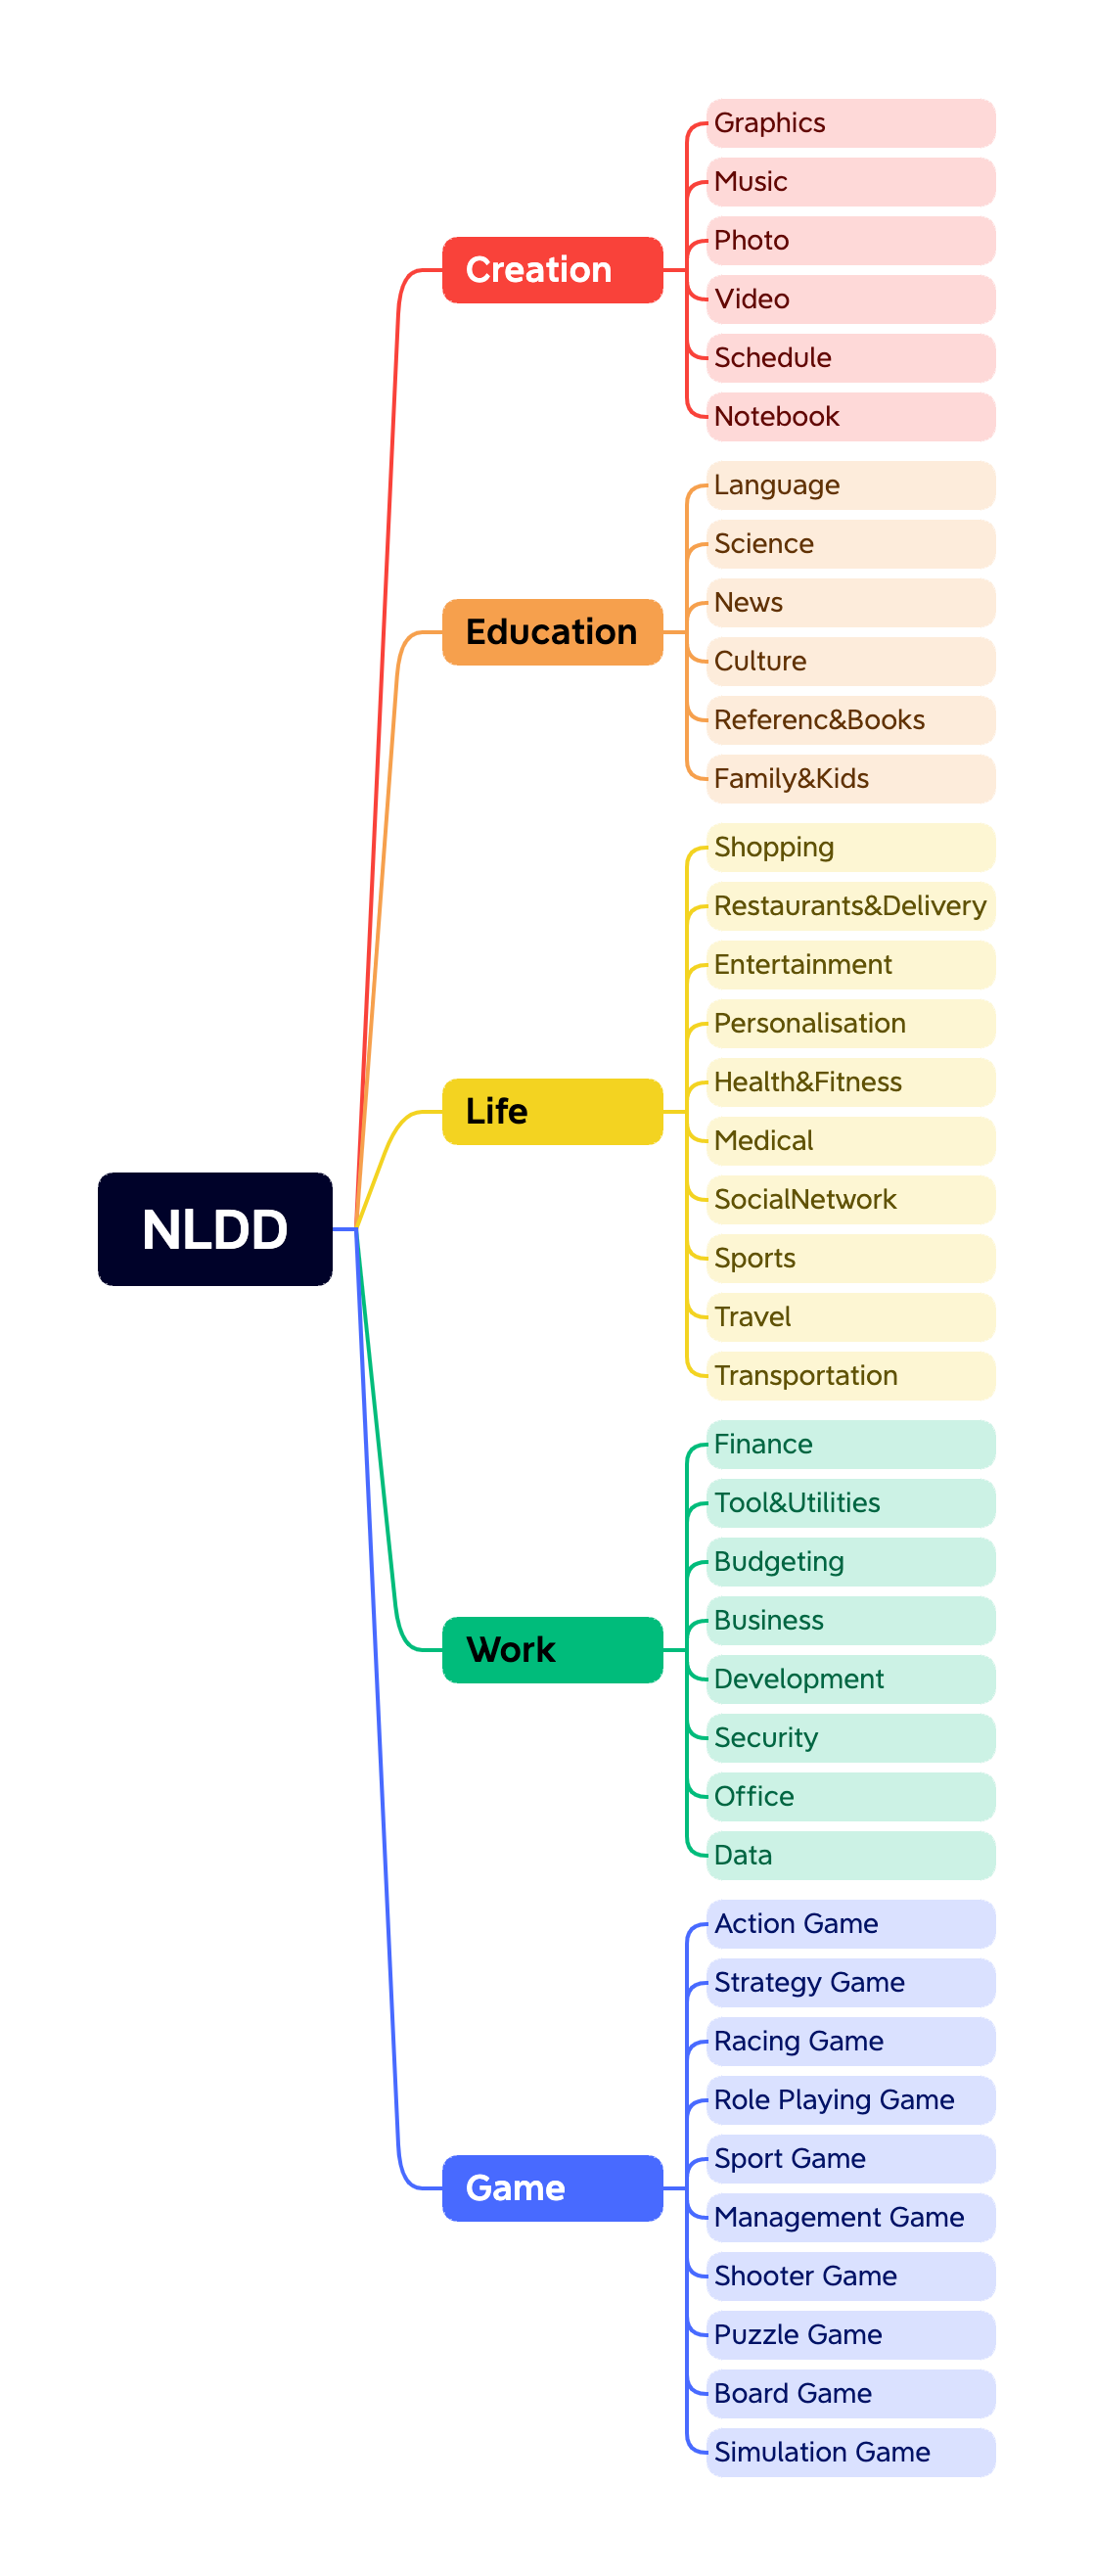 NLDD
Creation
Graphics
Music
Photo
Video
Schedule
Notebook
Education
Language
Science
News
Culture
Referenc&Books
Family&Kids
Life
Shopping
Restaurants&Delivery
Entertainment
Personalisation
Health&Fitness
Medical
SocialNetwork
Sports
Travel
Transportation
Work
Finance
Tool&Utilities
Budgeting
Business
Development
Security
Office
Data
Game
Action Game
Strategy Game
Racing Game
Role Playing Game
Sport Game
Management Game
Shooter Game
Puzzle Game
Board Game
Simulation Game